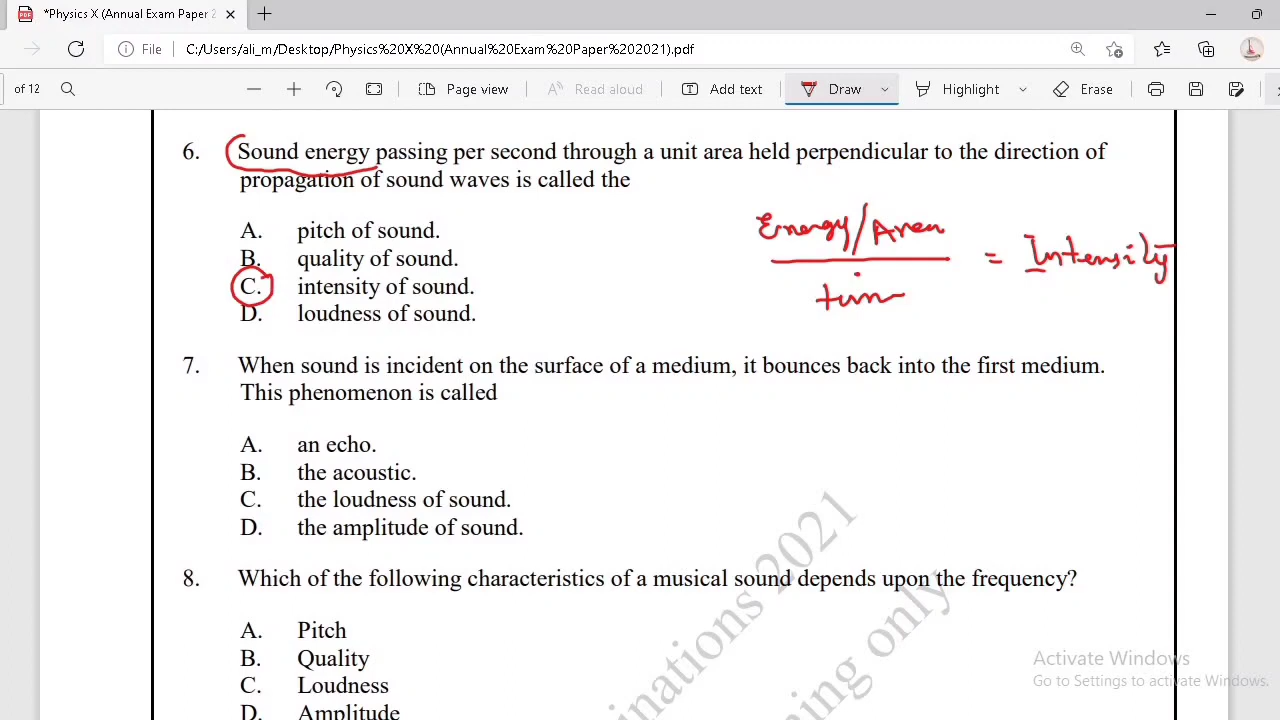 *Physics X (Annual Exam Paper 2
File C:/Users/ali_m/Desktop/Physics%20X%20(Annual%20Exam%20Paper%202021).pdf
of 12 Page view Read aloud Add text Draw Highlight Erase
6. Sound energy passing per second through a unit area held perpendicular to the direction of
propagation of sound waves is called the
A. pitch of sound.
B. quality of sound.
C. intensity of sound.
D. loudness of sound.
Energy/Area
= Intensity
7. When sound is incident on the surface of a medium, it bounces back into the first medium.
This phenomenon is called
A. an echo.
B. the acoustic.
C. the loudness of sound.
D. the amplitude of sound.
8. Which of the following characteristics of a musical sound depends upon the frequency?
A. Pitch
B. Quality
C. Loudness
D. Amplitude
inations 2021
ning only
Activate Windows
Go to Settings to activate Windows.